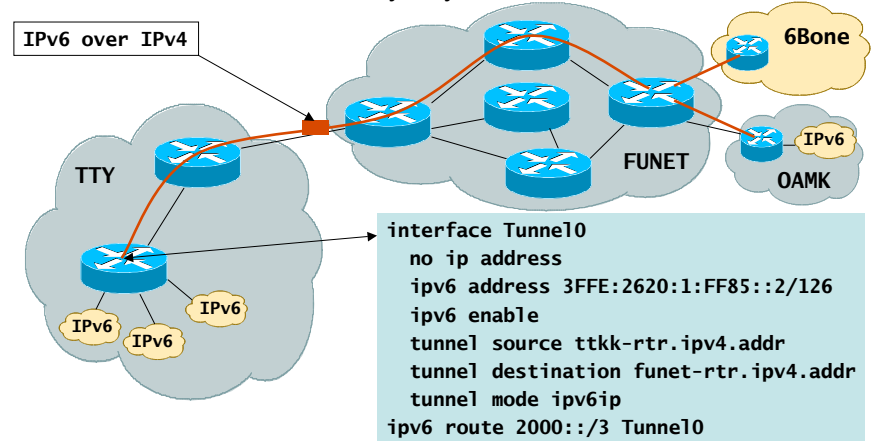 IPv6 over IPv4
6Bone
IPv6
OAMK
FUNET
TTY
IPv6
IPv6
IPv6
interface Tunnel0
no ip address
ipv6 address 3FFE:2620:1:FF85::2/126
ipv6 enable
tunnel source ttkk-rtr.ipv4.addr
tunnel destination funet-rtr.ipv4.addr
tunnel mode ipv6ip
ipv6 route 2000::/3 Tunnel0